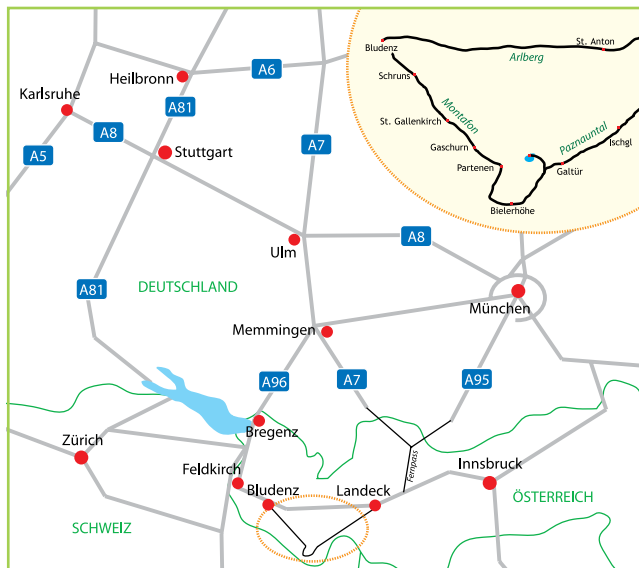 St. Anton
Bludenz
Arlberg
A6
Heilbronn
Schruns
Karlsruhe
A81
Montafon
St. Gallenkirch
A8
A7
Paznauntal
Ischgl
A5
Stuttgart
Gaschurn
Partenen
Galtür
Bielerhöhe
A8
Ulm
A81
DEUTSCHLAND
München
Memmingen
A96
A7
A95
Bregenz
Zürich
Fernpass
Feldkirch
Innsbruck
Bludenz
Landeck
ÖSTERREICH
SCHWEIZ